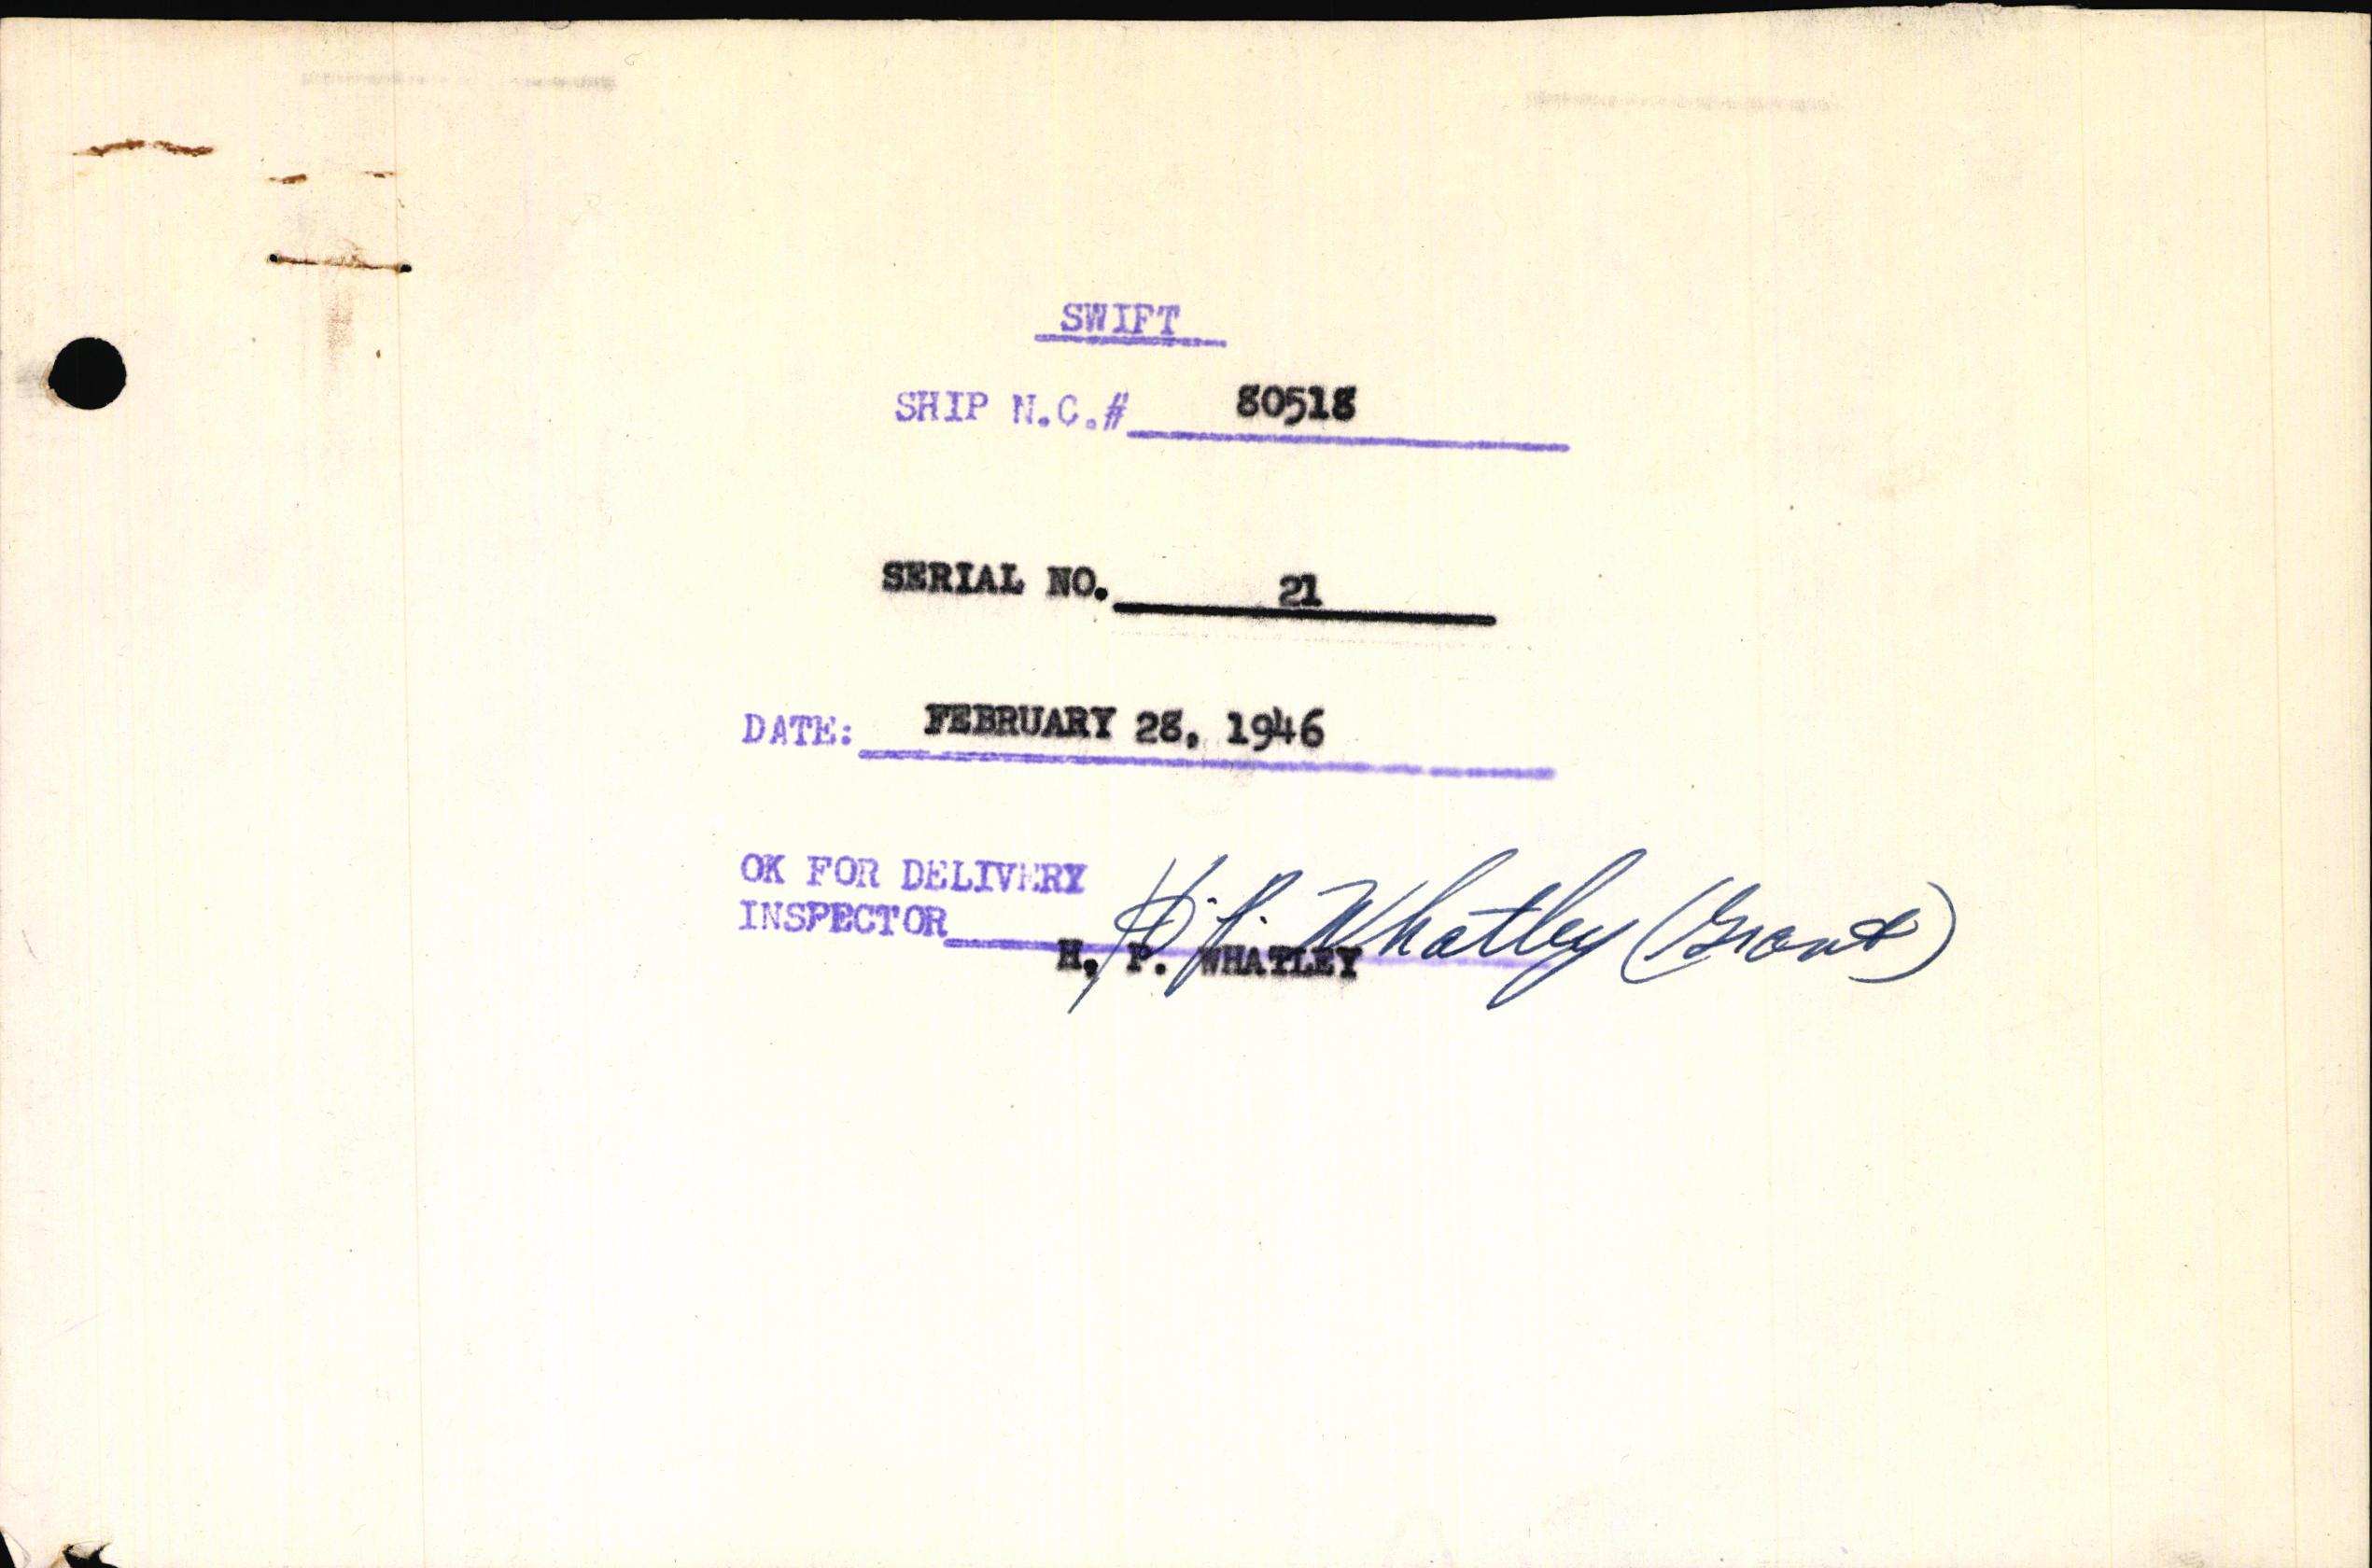 SWIFT
SHIP N.C.# 80518
SERIAL NO. 21
DATE: FEBRUARY 28, 1946
OK FOR DELIVERY
INSPECTOR H. P. Whatley (Grant)
H. P. WHATLEY